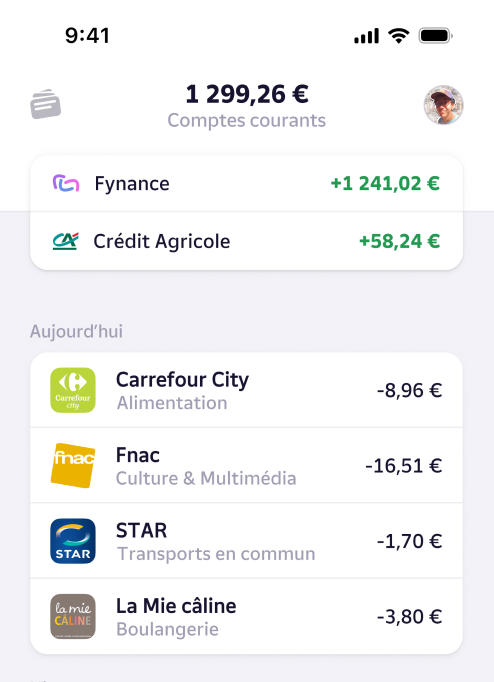 9:41
1 299,26 €
Comptes courants
Fynance +1 241,02 €
CA Crédit Agricole +58,24 €
Aujourd’hui
Carrefour City
Carrefour
city
-8,96 €
Alimentation
fnac
Fnac
-16,51 €
Culture & Multimédia
STAR
STAR
-1,70 €
Transports en commun
la mie
CÂLINE
La Mie câline
-3,80 €
Boulangerie